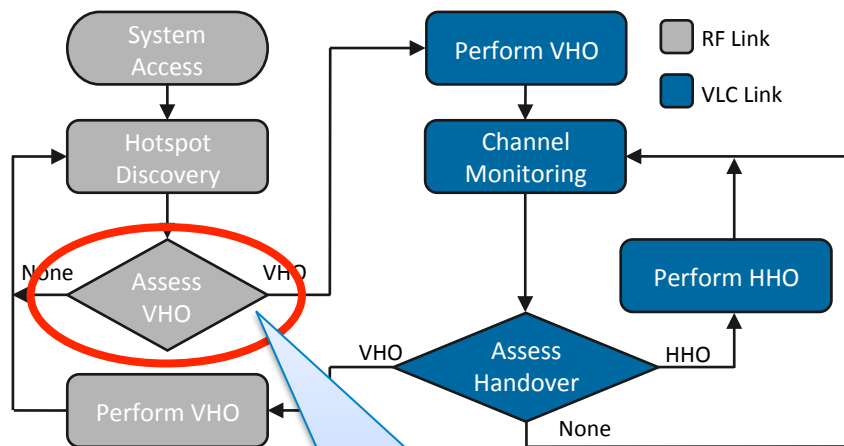 System
Access
Hotspot
Discovery
None
Assess
VHO
VHO
Perform VHO
Perform VHO
Channel
Monitoring
Perform HHO
VHO
Assess
Handover
HHO
None
RF Link
VLC Link